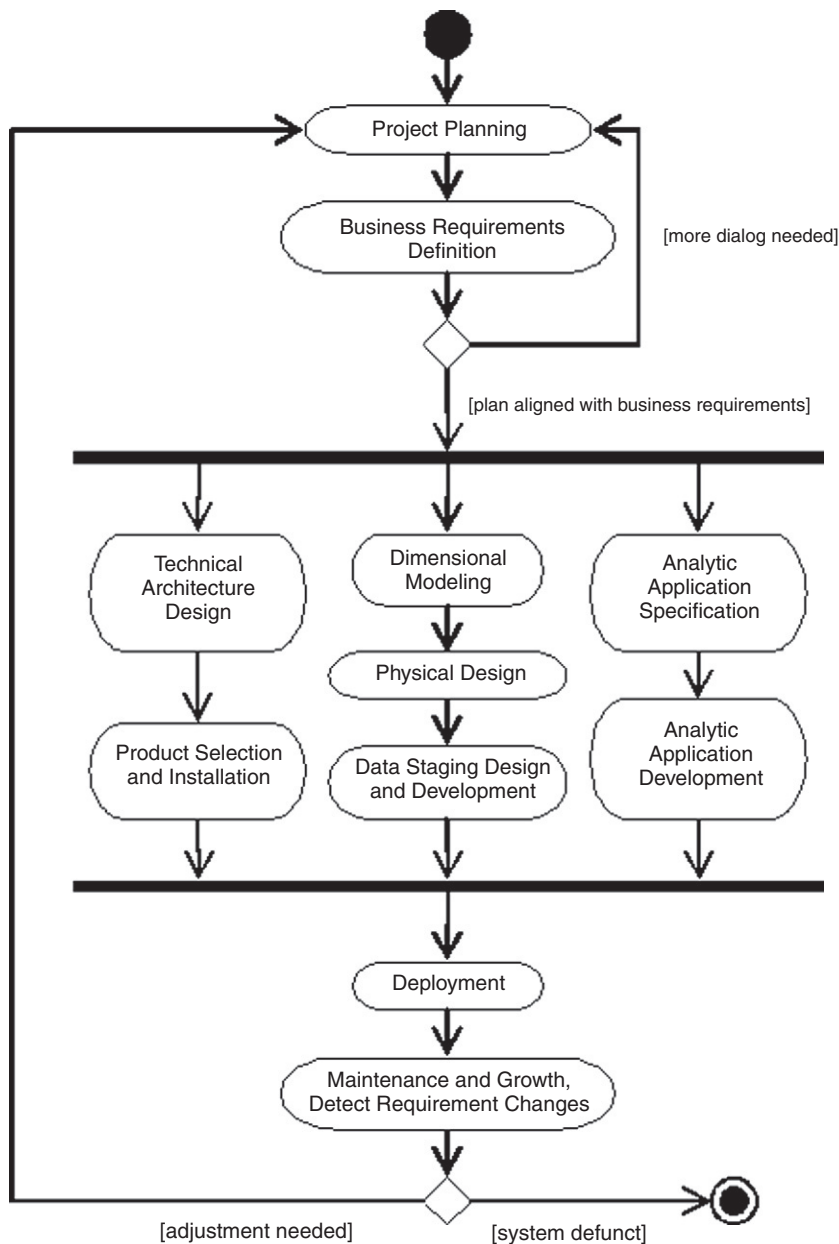 Project Planning
Business Requirements
Definition
[more dialog needed]
[plan aligned with business requirements]
Technical
Architecture
Design
Dimensional
Modeling
Analytic
Application
Specification
Physical Design
Product Selection
and Installation
Data Staging Design
and Development
Analytic
Application
Development
Deployment
Maintenance and Growth,
Detect Requirement Changes
[adjustment needed]
[system defunct]